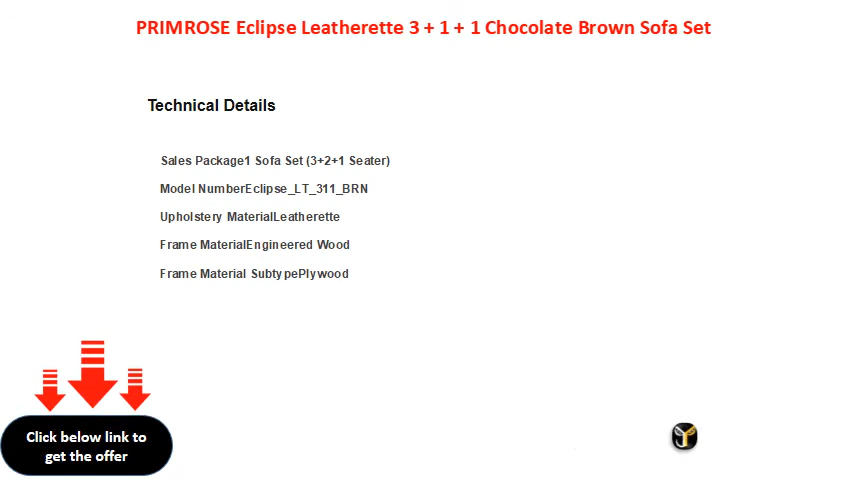 PRIMROSE Eclipse Leatherette 3 + 1 + 1 Chocolate Brown Sofa Set
Technical Details
Sales Package1 Sofa Set (3+2+1 Seater)
Model NumberEclipse_LT_311_BRN
Upholstery MaterialLeatherette
Frame MaterialEngineered Wood
Frame Material SubtypePlywood
Click below link to
get the offer